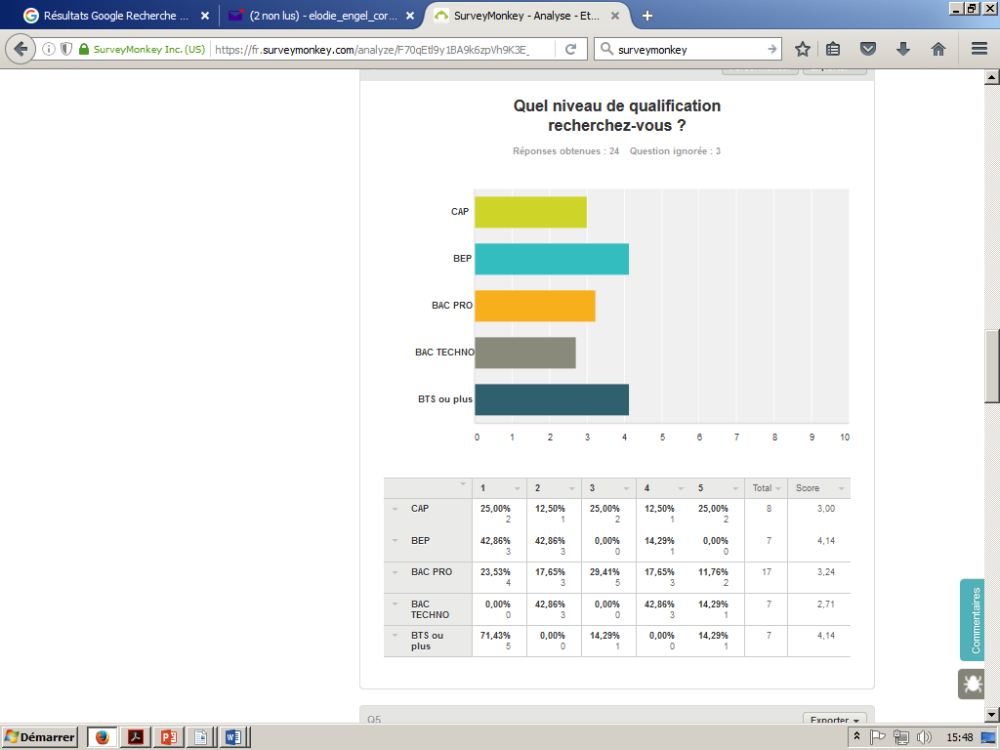 Résultats Google Recherche ...
(2 non lus) - elodie_engel_cor...
SurveyMonkey - Analyse - Et...
SurveyMonkey Inc. (US)
https://fr.surveymonkey.com/analyze/F70qEtl9y1BA9k6zpVh9K3E_
surveymonkey
Quel niveau de qualification
recherchez-vous ?
Réponses obtenues : 24 Question ignorée : 3
CAP
BEP
BAC PRO
BAC TECHNO
BTS ou plus
0 1 2 3 4 5 6 7 8 9 10
1 2 3 4 5 Total Score
CAP 25,00% 12,50% 25,00% 12,50% 25,00% 8 3,00
2 1 2 1 2
BEP 42,86% 42,86% 0,00% 14,29% 0,00% 7 4,14
3 3 0 1 0
BAC PRO 23,53% 17,65% 29,41% 17,65% 11,76% 17 3,24
4 3 5 3 2
BAC 0,00% 42,86% 0,00% 42,86% 14,29% 7 2,71
TECHNO 0 3 0 3 1
BTS ou 71,43% 0,00% 14,29% 0,00% 14,29% 7 4,14
plus 5 0 1 0 1
Commentaires
Q5
Exporter
Démarrer
15:48